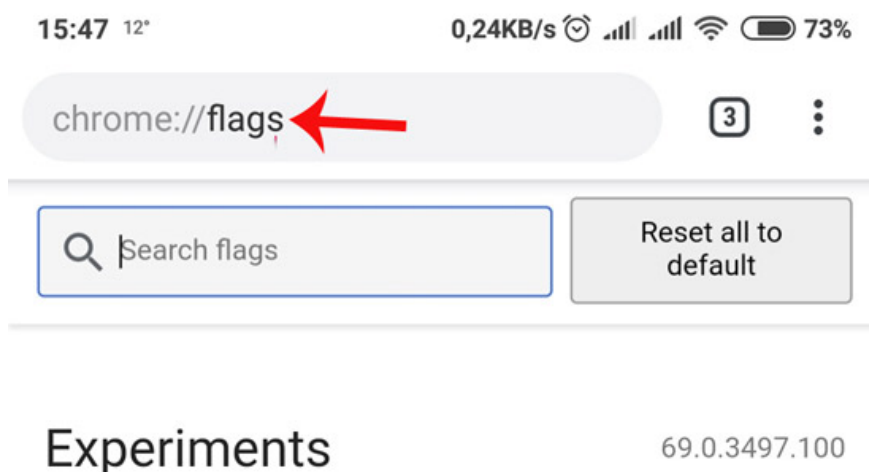 15:47 12° 0,24KB/s 73%
chrome://flags 3
Search flags
Reset all to
default
Experiments 69.0.3497.100